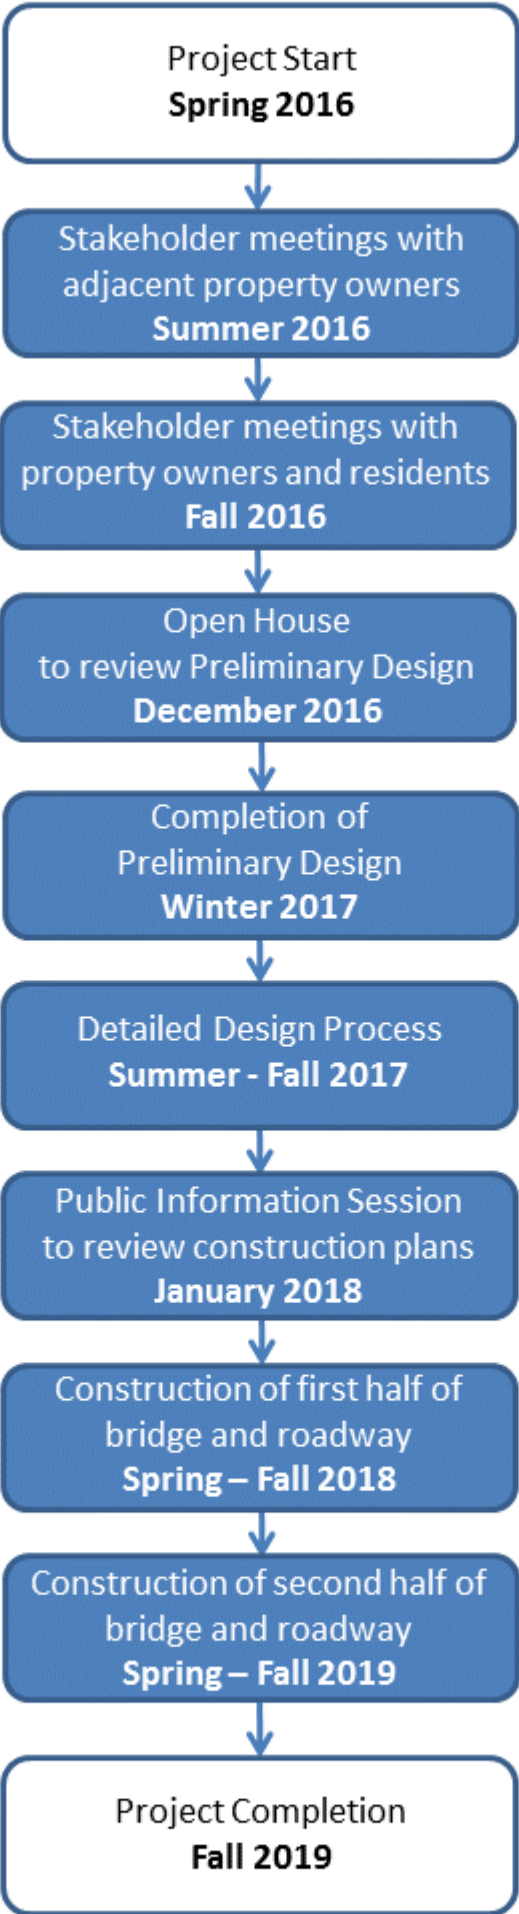 Project Start
Spring 2016
Stakeholder meetings with
adjacent property owners
Summer 2016
Stakeholder meetings with
property owners and residents
Fall 2016
Open House
to review Preliminary Design
December 2016
Completion of
Preliminary Design
Winter 2017
Detailed Design Process
Summer - Fall 2017
Public Information Session
to review construction plans
January 2018
Construction of first half of
bridge and roadway
Spring – Fall 2018
Construction of second half of
bridge and roadway
Spring – Fall 2019
Project Completion
Fall 2019